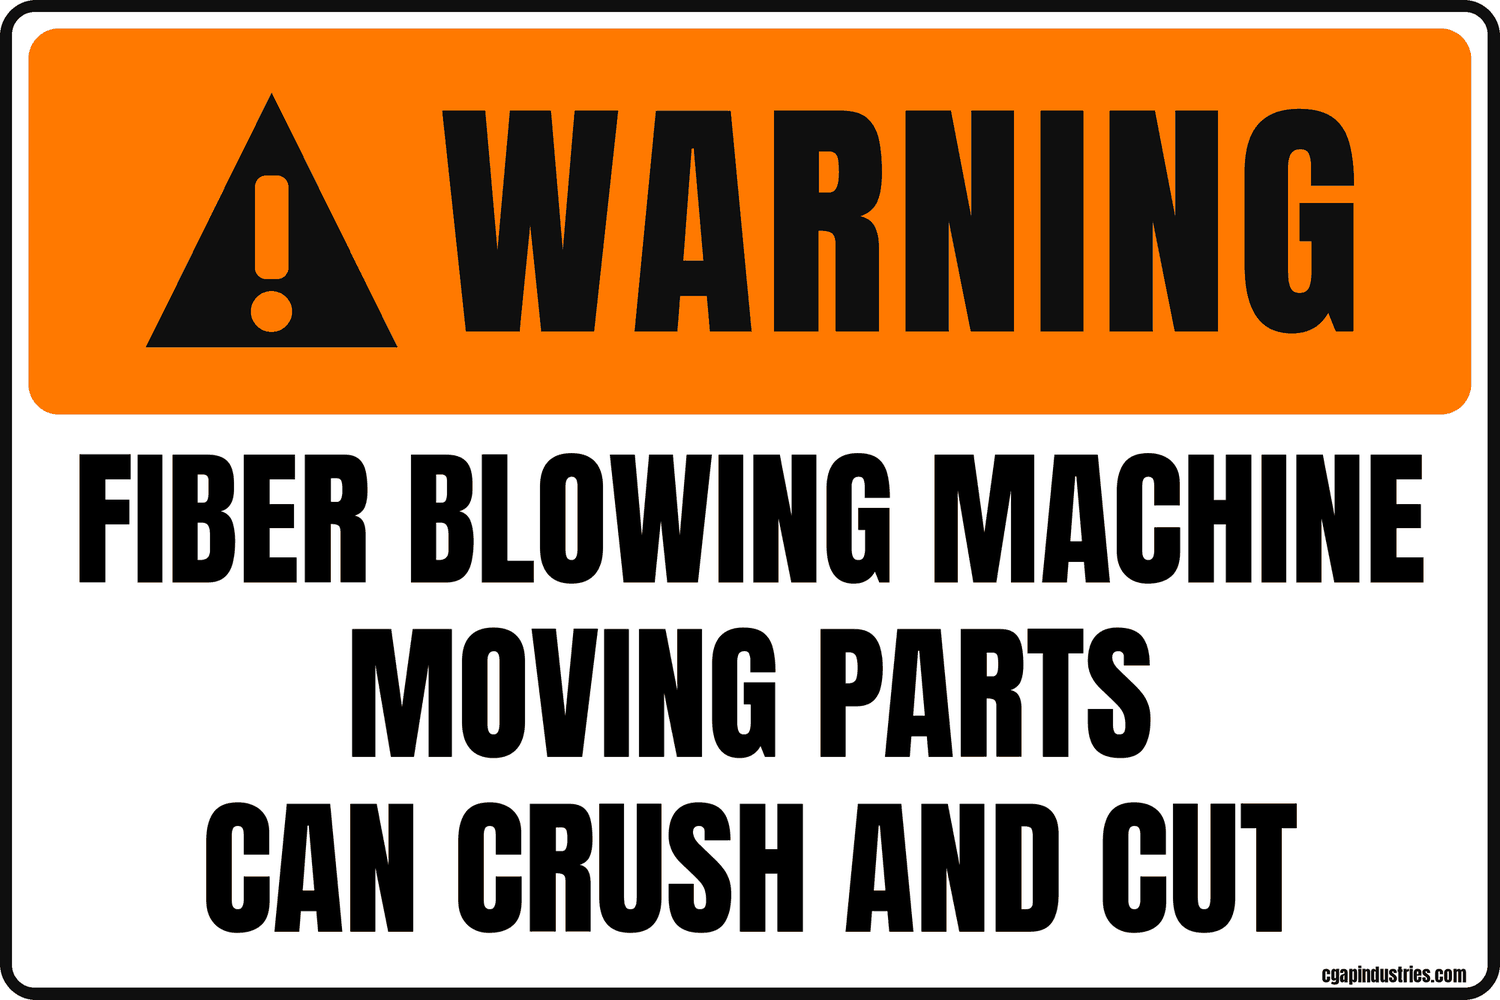 WARNING
FIBER BLOWING MACHINE
MOVING PARTS
CAN CRUSH AND CUT
cgapindustries.com